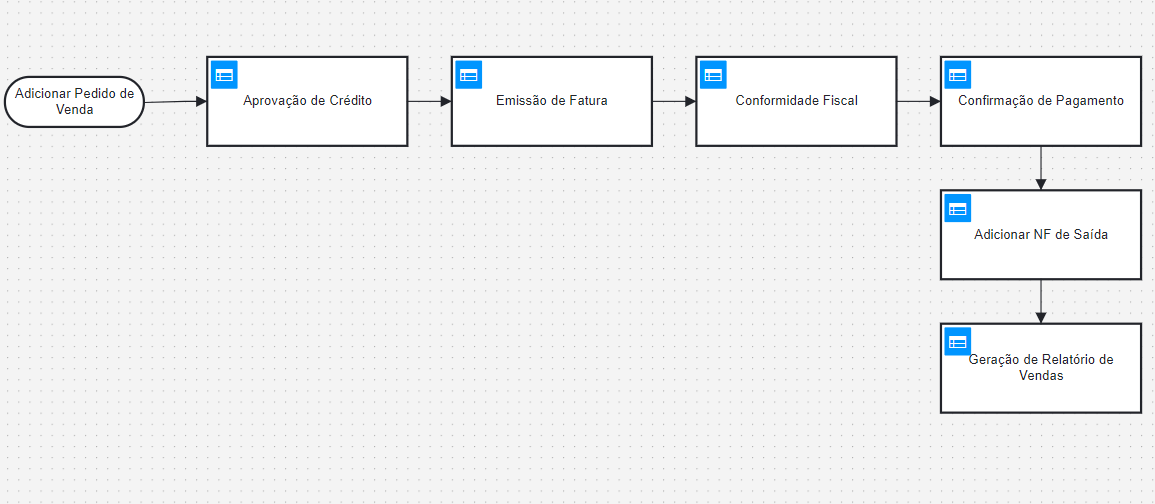 Adicionar Pedido de
Venda
Aprovação de Crédito
Emissão de Fatura
Conformidade Fiscal
Confirmação de Pagamento
Adicionar NF de Saída
Geração de Relatório de
Vendas